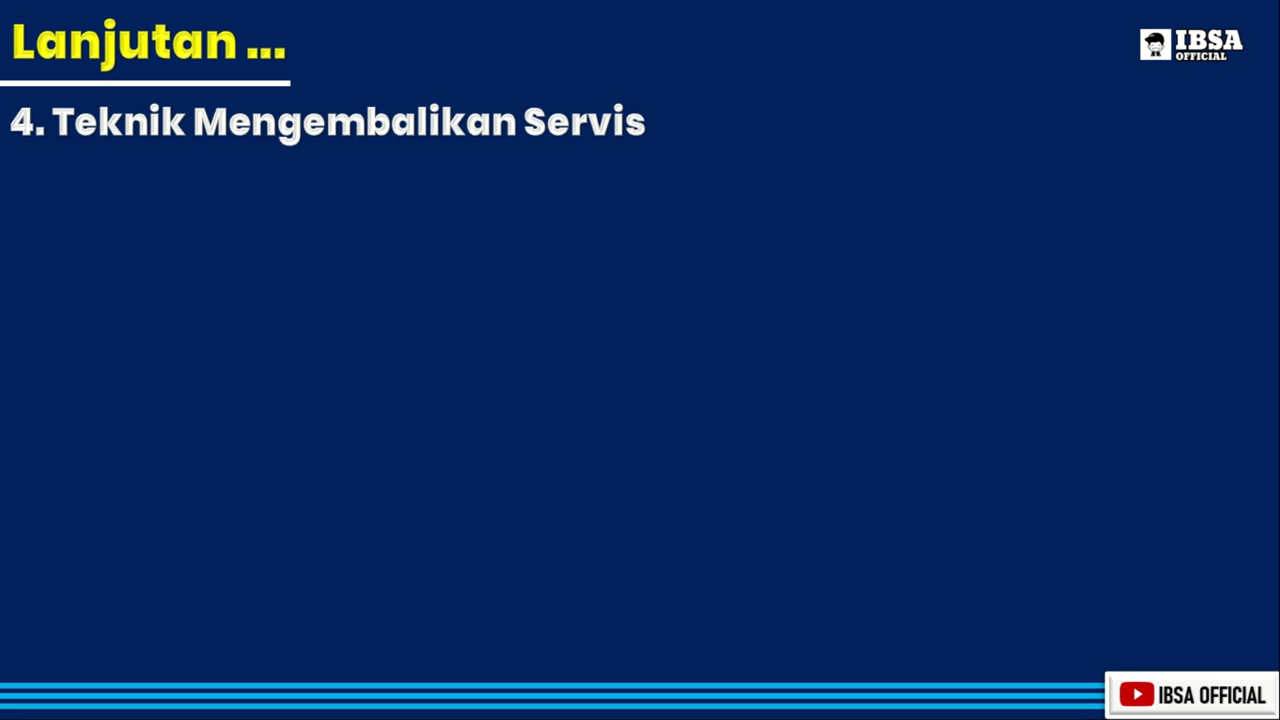 Lanjutan ...
IBSA
OFFICIAL
4. Teknik Mengembalikan Servis
IBSA OFFICIAL